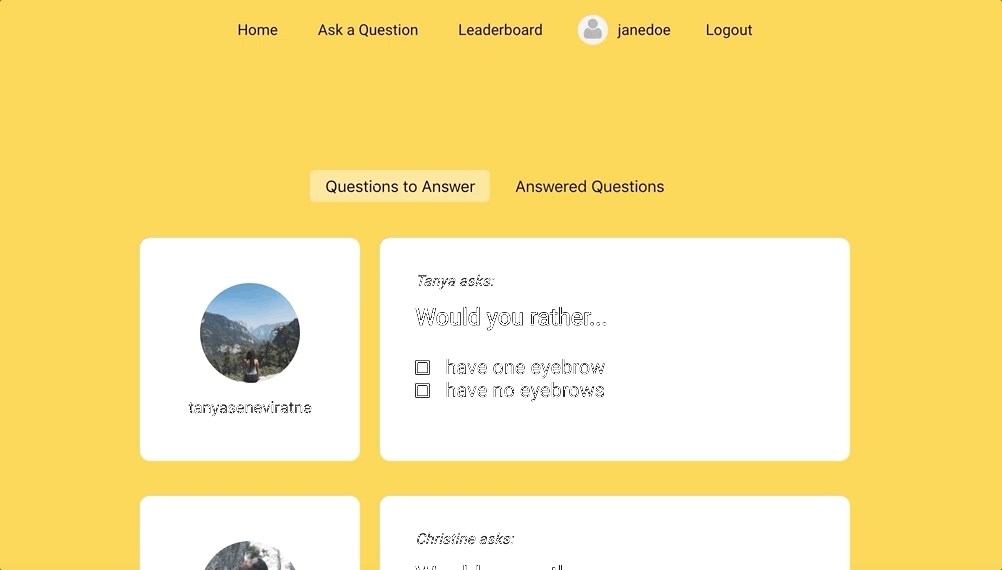 Home Ask a Question Leaderboard janedoe Logout
Questions to Answer Answered Questions
Tanya asks:
Would you rather...
have one eyebrow
have no eyebrows
tanyaseneviratne
Christine asks: